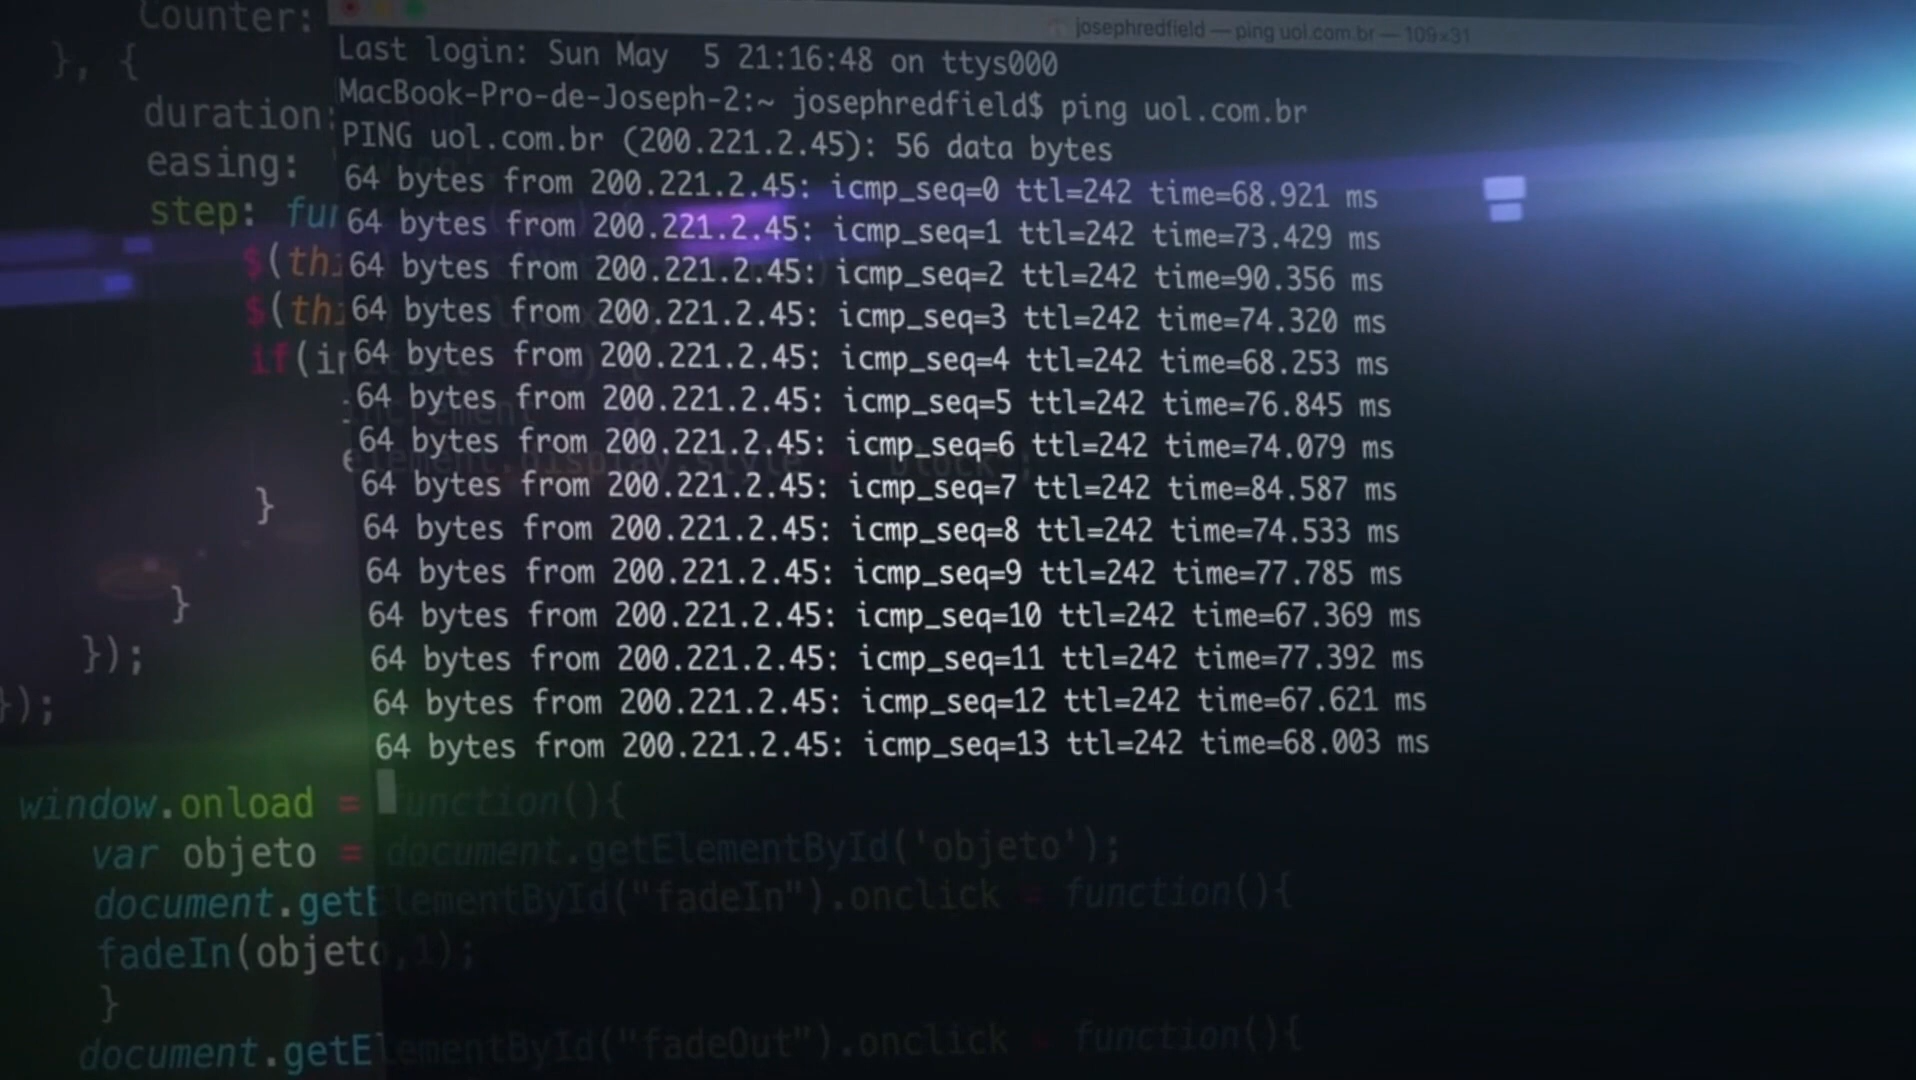 josephredfield — ping uol.com.br — 109×31
Last login: Sun May  5 21:16:48 on ttys000
MacBook-Pro-de-Joseph-2:~ josephredfield$ ping uol.com.br
PING uol.com.br (200.221.2.45): 56 data bytes
64 bytes from 200.221.2.45: icmp_seq=0 ttl=242 time=68.921 ms
64 bytes from 200.221.2.45: icmp_seq=1 ttl=242 time=73.429 ms
64 bytes from 200.221.2.45: icmp_seq=2 ttl=242 time=90.356 ms
64 bytes from 200.221.2.45: icmp_seq=3 ttl=242 time=74.320 ms
64 bytes from 200.221.2.45: icmp_seq=4 ttl=242 time=68.253 ms
64 bytes from 200.221.2.45: icmp_seq=5 ttl=242 time=76.845 ms
64 bytes from 200.221.2.45: icmp_seq=6 ttl=242 time=74.079 ms
64 bytes from 200.221.2.45: icmp_seq=7 ttl=242 time=84.587 ms
64 bytes from 200.221.2.45: icmp_seq=8 ttl=242 time=74.533 ms
64 bytes from 200.221.2.45: icmp_seq=9 ttl=242 time=77.785 ms
64 bytes from 200.221.2.45: icmp_seq=10 ttl=242 time=67.369 ms
64 bytes from 200.221.2.45: icmp_seq=11 ttl=242 time=77.392 ms
64 bytes from 200.221.2.45: icmp_seq=12 ttl=242 time=67.621 ms
64 bytes from 200.221.2.45: icmp_seq=13 ttl=242 time=68.003 ms
Counter:
}, {
duration:
easing:
step: fun
$(thi
$(thi
if(in
}
}
});
});
window.onload = function(){
var objeto = document.getElementById('objeto');
document.getElementById("fadeIn").onclick = function(){
fadeIn(objeto,1);
}
document.getElementById("fadeOut").onclick = function(){